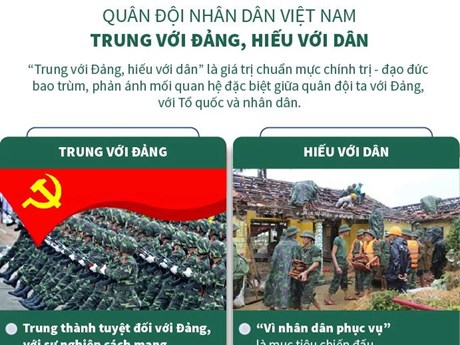 QUÂN ĐỘI NHÂN DÂN VIỆT NAM
TRUNG VỚI ĐẢNG, HIẾU VỚI DÂN
“Trung với Đảng, hiếu với dân” là giá trị chuẩn mực chính trị - đạo đức
bao trùm, phản ánh mối quan hệ đặc biệt giữa quân đội ta với Đảng,
với Tổ quốc và nhân dân.
TRUNG VỚI ĐẢNG
Trung thành tuyệt đối với Đảng,
với sự nghiệp cách mạng
HIẾU VỚI DÂN
“Vì nhân dân phục vụ”
là mục tiêu chiến đấu